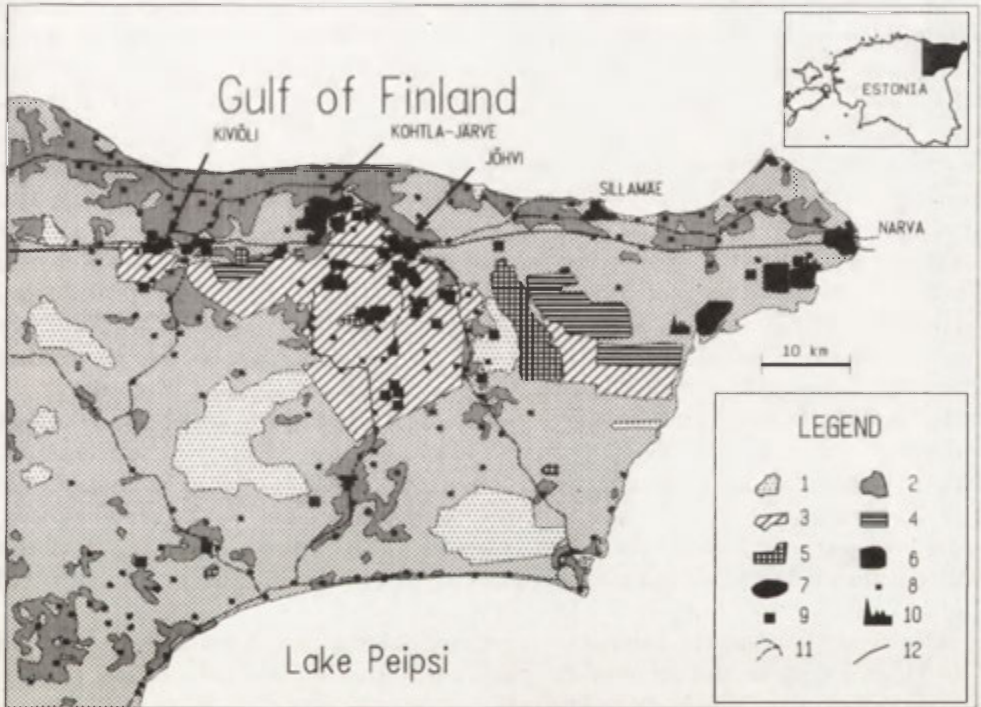 ESTONIA
Gulf of Finland
KIVIÕLI
KOHTLA-JÄRVE
JÕHVI
SILLAMÄE
NARVA
10 km
LEGEND
1 2
3 4
5 6
7 8
9 10
11 12
Lake Peipsi